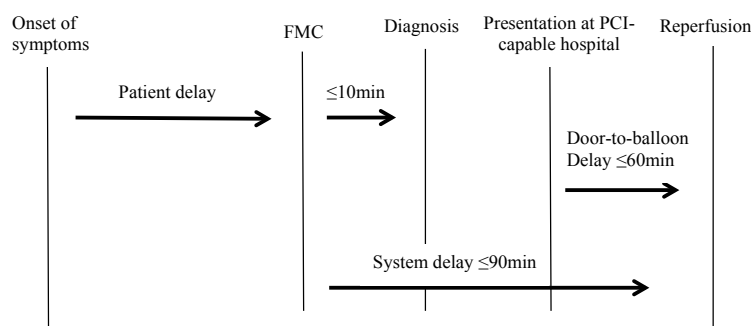 Onset of
symptoms
FMC
Diagnosis
Presentation at PCI-
capable hospital
Reperfusion
Patient delay
≤10min
Door-to-balloon
Delay ≤60min
System delay ≤90min